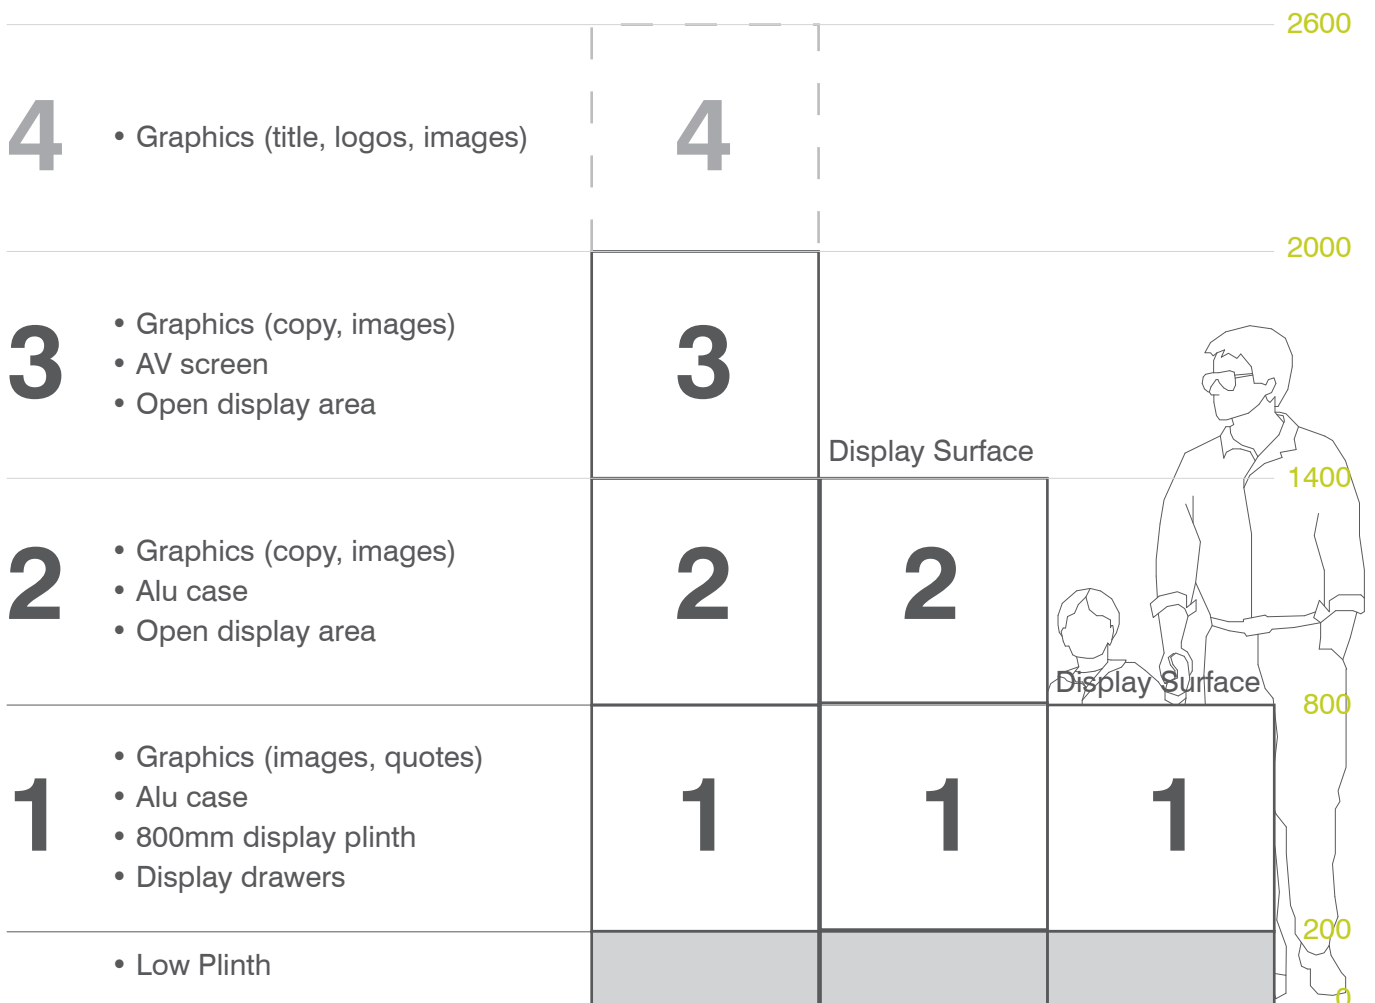 2600
4 • Graphics (title, logos, images) 4
2000
3 • Graphics (copy, images) 3
• AV screen
• Open display area
Display Surface
1400
2 • Graphics (copy, images) 2 2
• Alu case
• Open display area
Display Surface
800
1 • Graphics (images, quotes) 1 1 1
• Alu case
• 800mm display plinth
• Display drawers
200
• Low Plinth
0